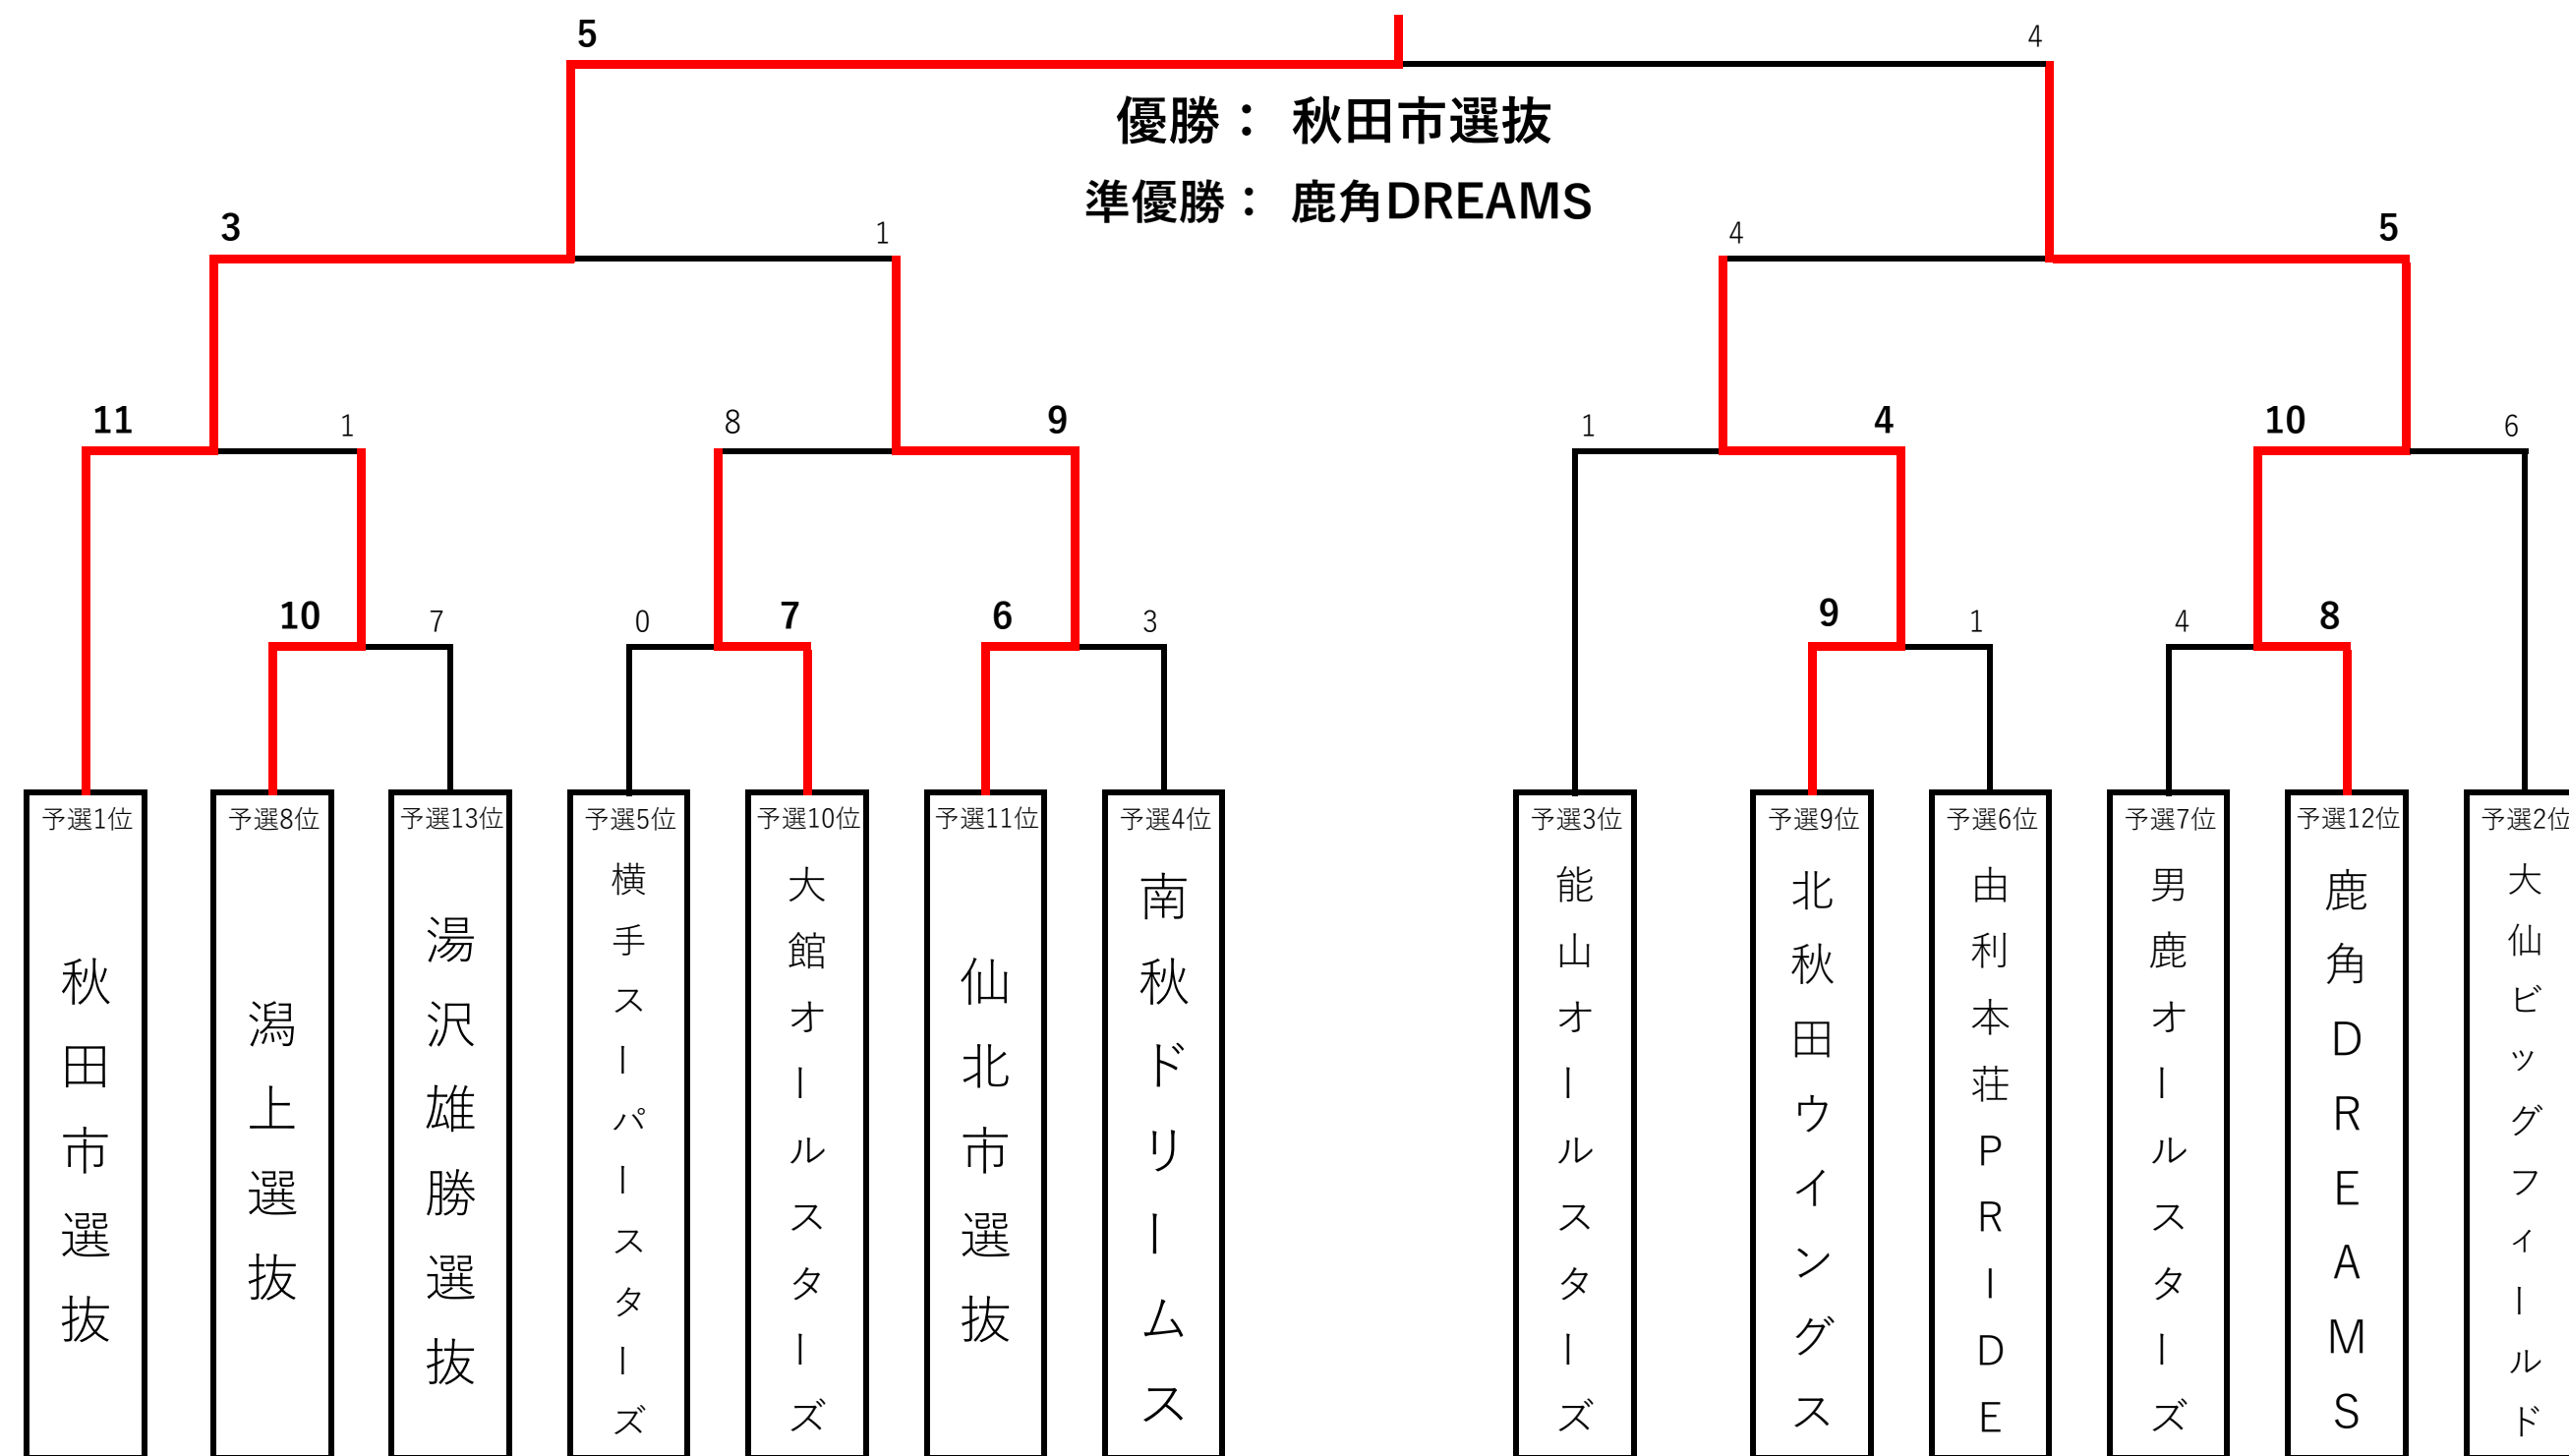 5
4
優勝： 秋田市選抜
準優勝： 鹿角DREAMS
3
1
4
5
11
1
8
9
1
4
10
6
10
7
0
7
6
3
9
1
4
8
予選1位
秋田市選抜
予選8位
潟上選抜
予選13位
湯沢雄勝選抜
予選5位
横手スーパースターズ
予選10位
大館オールスターズ
予選11位
仙北市選抜
予選4位
南秋ドリームス
予選3位
能山オールスターズ
予選9位
北秋田ウイングス
予選6位
由利本荘PRIDE
予選7位
男鹿オールスターズ
予選12位
鹿角DREAMS
予選2位
大仙ビッグフィールド